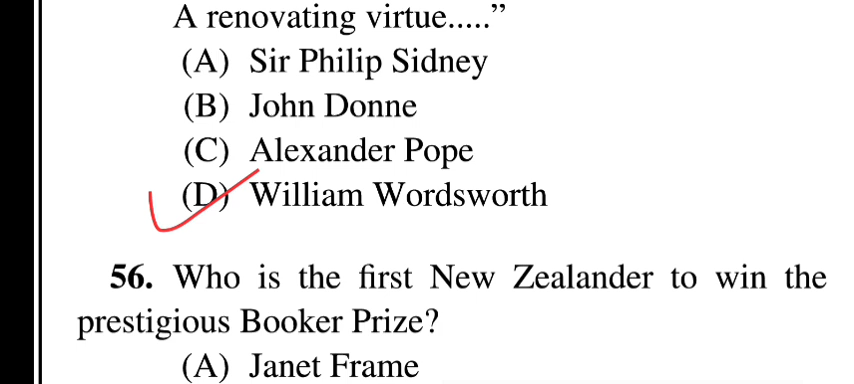 A renovating virtue.....”
(A) Sir Philip Sidney
(B) John Donne
(C) Alexander Pope
(D) William Wordsworth
56. Who is the first New Zealander to win the
prestigious Booker Prize?
(A) Janet Frame